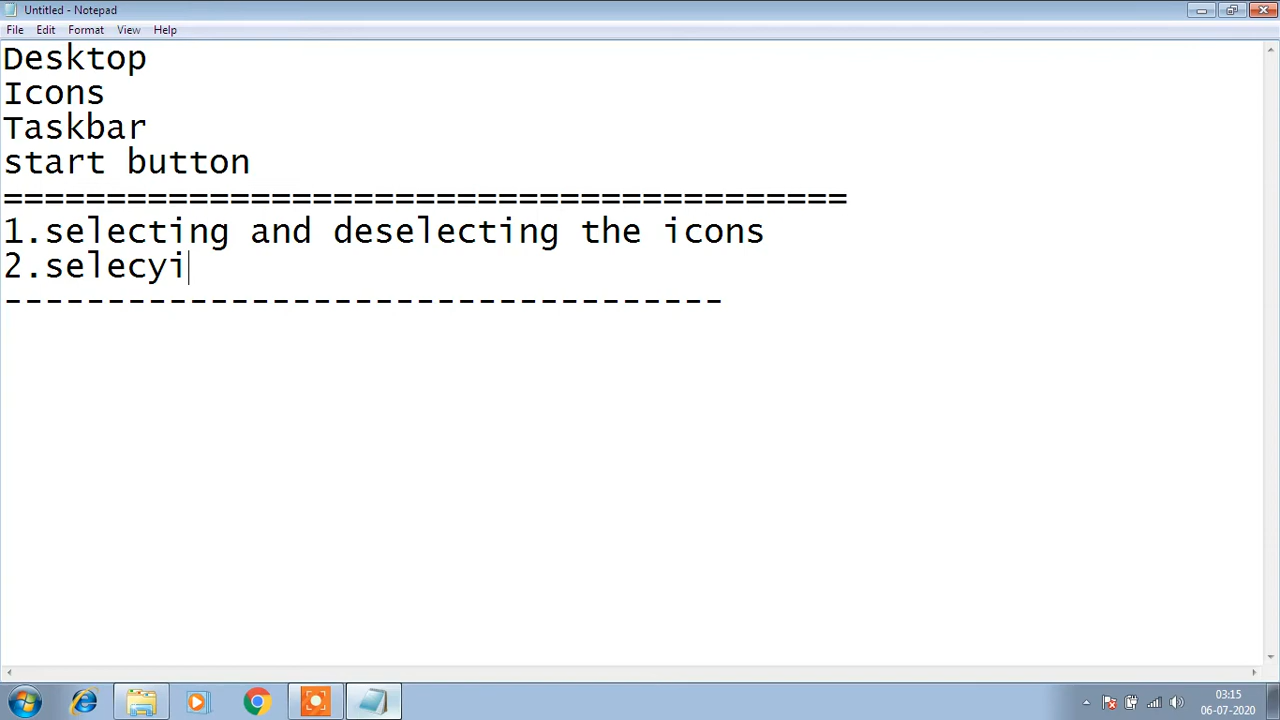 Untitled - Notepad
File Edit Format View Help
Desktop
Icons
Taskbar
start button
=========================================
1.selecting and deselecting the icons
2.selecyi
-----------------------------------
03:15
06-07-2020